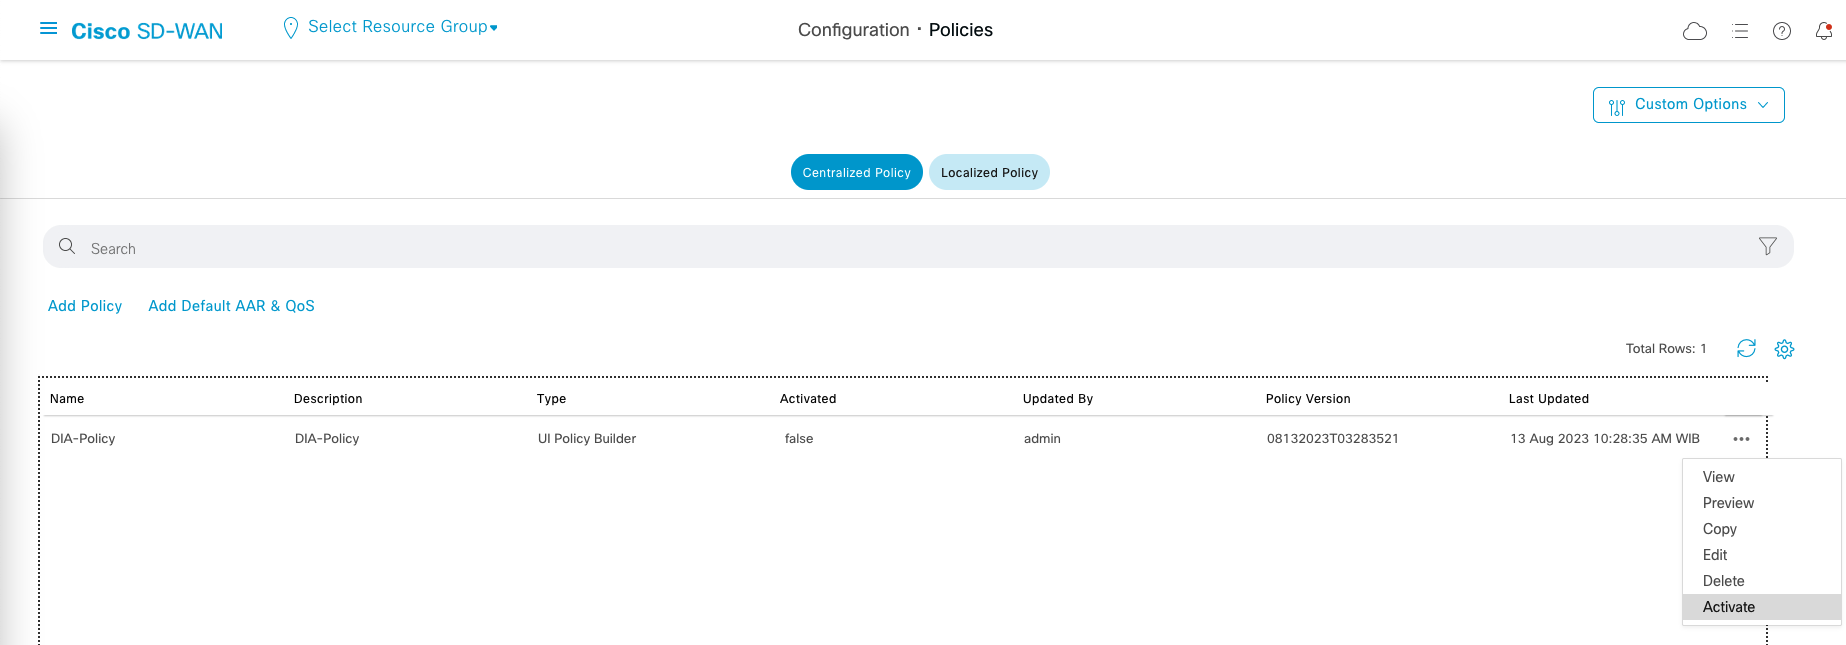 Cisco SD-WAN
Select Resource Group
Configuration · Policies
Custom Options
Centralized Policy
Localized Policy
Search
Add Policy
Add Default AAR & QoS
Total Rows: 1
Name Description Type Activated Updated By Policy Version Last Updated
DIA-Policy DIA-Policy UI Policy Builder false admin 08132023T03283521 13 Aug 2023 10:28:35 AM WIB
View
Preview
Copy
Edit
Delete
Activate